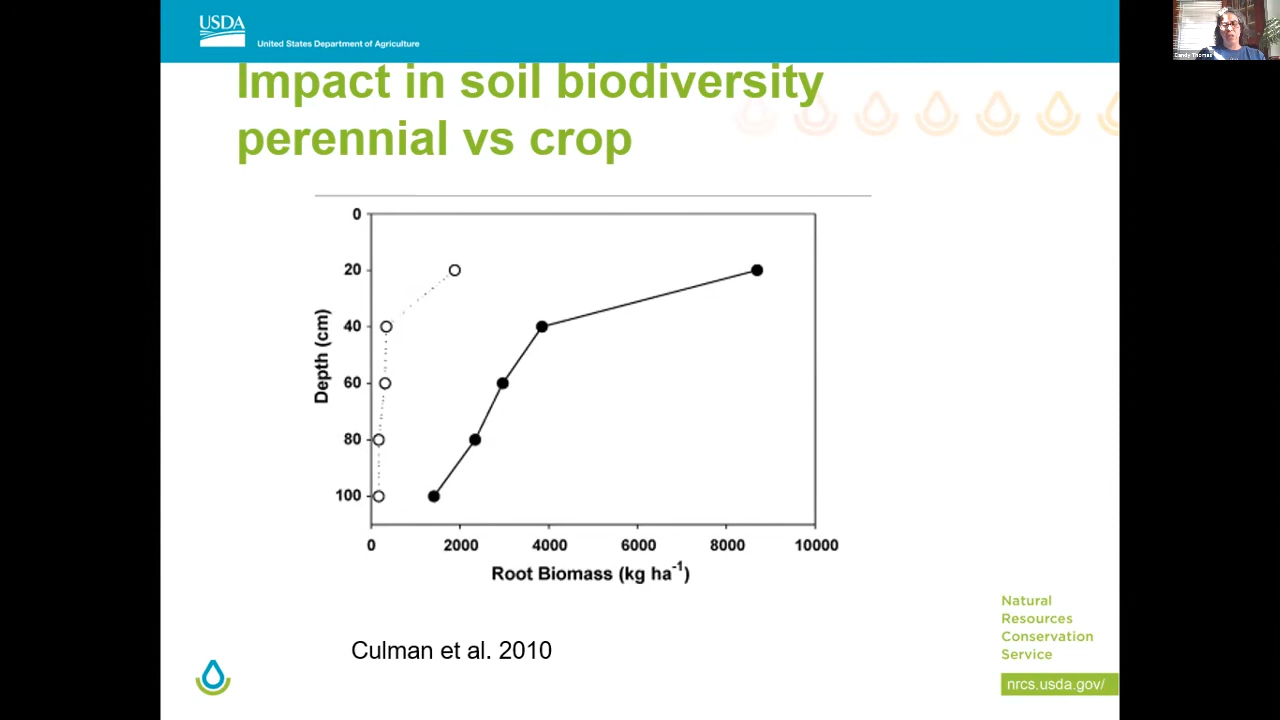 USDA
United States Department of Agriculture
Impact in soil biodiversity
perennial vs crop
0
20
40
60
80
100
Depth (cm)
0 2000 4000 6000 8000 10000
Root Biomass (kg ha⁻¹)
Culman et al. 2010
Natural
Resources
Conservation
Service
nrcs.usda.gov/